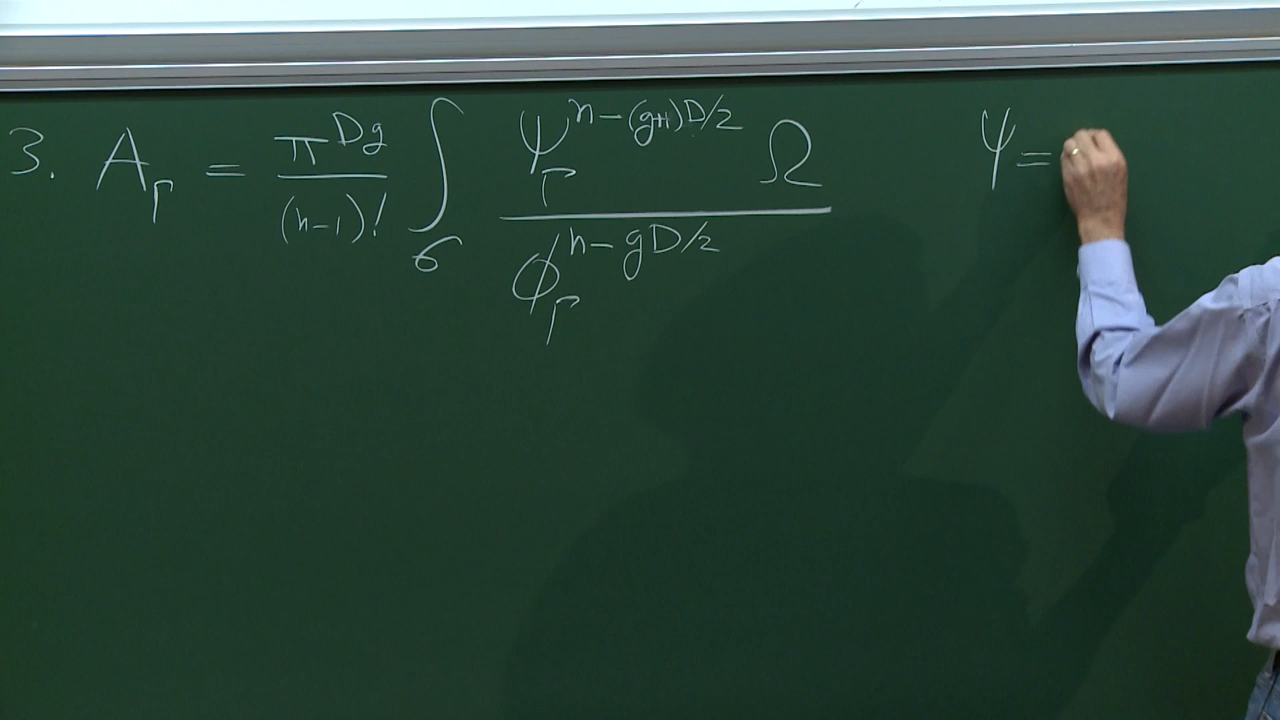 3. A_Γ = π^{Dg} / (n-1)! ∫_σ Ψ_Γ^{n-(g+1)D/2} Ω / ϕ_Γ^{n-gD/2}
Ψ =